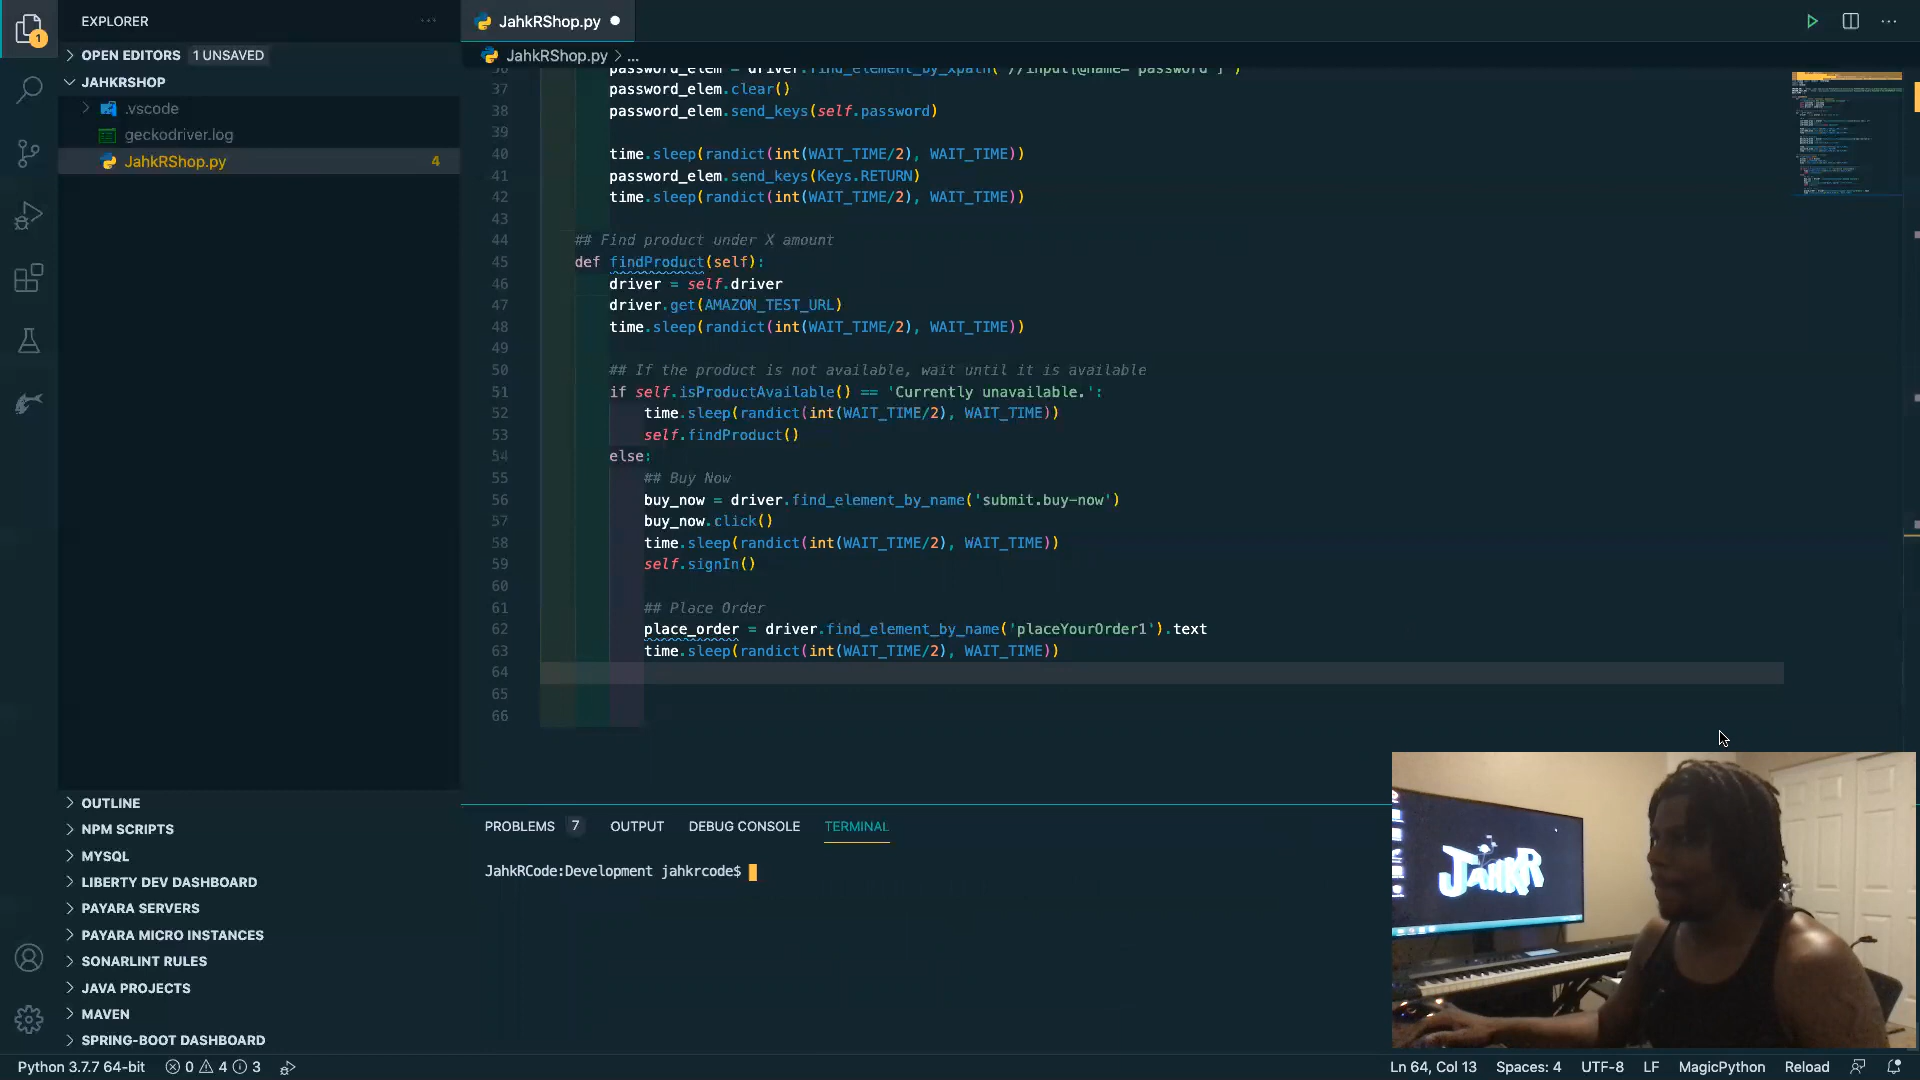 EXPLORER
JahkRShop.py
OPEN EDITORS 1 UNSAVED
JahkRShop.py > ...
JAHKRSHOP
.vscode
geckodriver.log
JahkRShop.py 4
36 password_elem = driver.find_element_by_xpath("//input[@name='password']")
37 password_elem.clear()
38 password_elem.send_keys(self.password)
39
40 time.sleep(randict(int(WAIT_TIME/2), WAIT_TIME))
41 password_elem.send_keys(Keys.RETURN)
42 time.sleep(randict(int(WAIT_TIME/2), WAIT_TIME))
43
44 ## Find product under X amount
45 def findProduct(self):
46 driver = self.driver
47 driver.get(AMAZON_TEST_URL)
48 time.sleep(randict(int(WAIT_TIME/2), WAIT_TIME))
49
50 ## If the product is not available, wait until it is available
51 if self.isProductAvailable() == 'Currently unavailable.':
52 time.sleep(randict(int(WAIT_TIME/2), WAIT_TIME))
53 self.findProduct()
54 else:
55 ## Buy Now
56 buy_now = driver.find_element_by_name('submit.buy-now')
57 buy_now.click()
58 time.sleep(randict(int(WAIT_TIME/2), WAIT_TIME))
59 self.signIn()
60
61 ## Place Order
62 place_order = driver.find_element_by_name('placeYourOrder1').text
63 time.sleep(randict(int(WAIT_TIME/2), WAIT_TIME))
64
65
66
OUTLINE
NPM SCRIPTS
MYSQL
LIBERTY DEV DASHBOARD
PAYARA SERVERS
PAYARA MICRO INSTANCES
SONARLINT RULES
JAVA PROJECTS
MAVEN
SPRING-BOOT DASHBOARD
PROBLEMS 7 OUTPUT DEBUG CONSOLE TERMINAL
JahkRCode:Development jahkrcode$
JAHKR
Python 3.7.7 64-bit 0 4 3 Ln 64, Col 13 Spaces: 4 UTF-8 LF MagicPython Reload